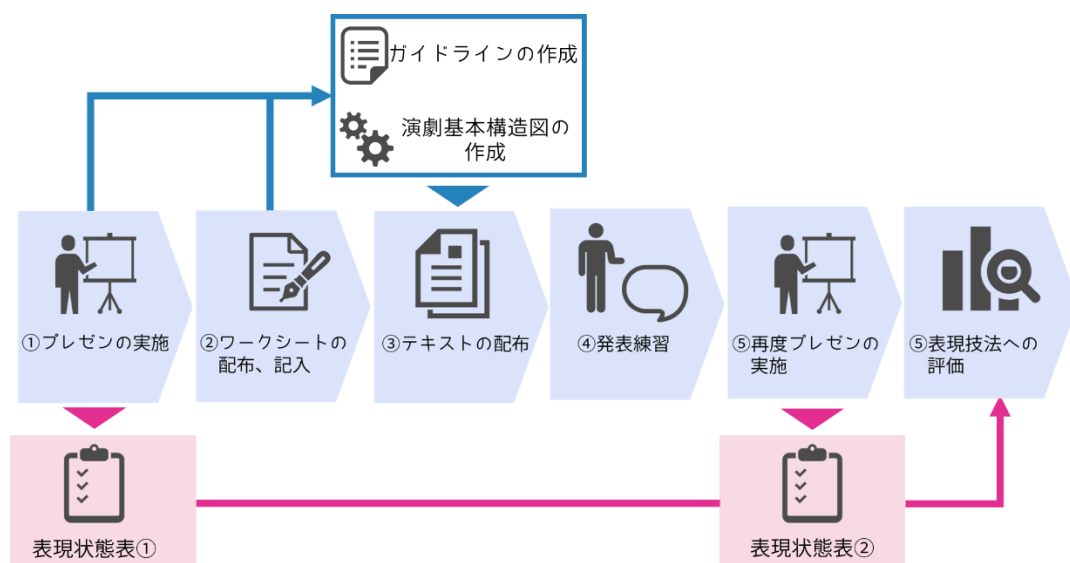 ガイドラインの作成
演劇基本構造図の
作成
①プレゼンの実施
②ワークシートの
配布、記入
③テキストの配布
④発表練習
⑤再度プレゼンの
実施
⑤表現技法への
評価
表現状態表①
表現状態表②